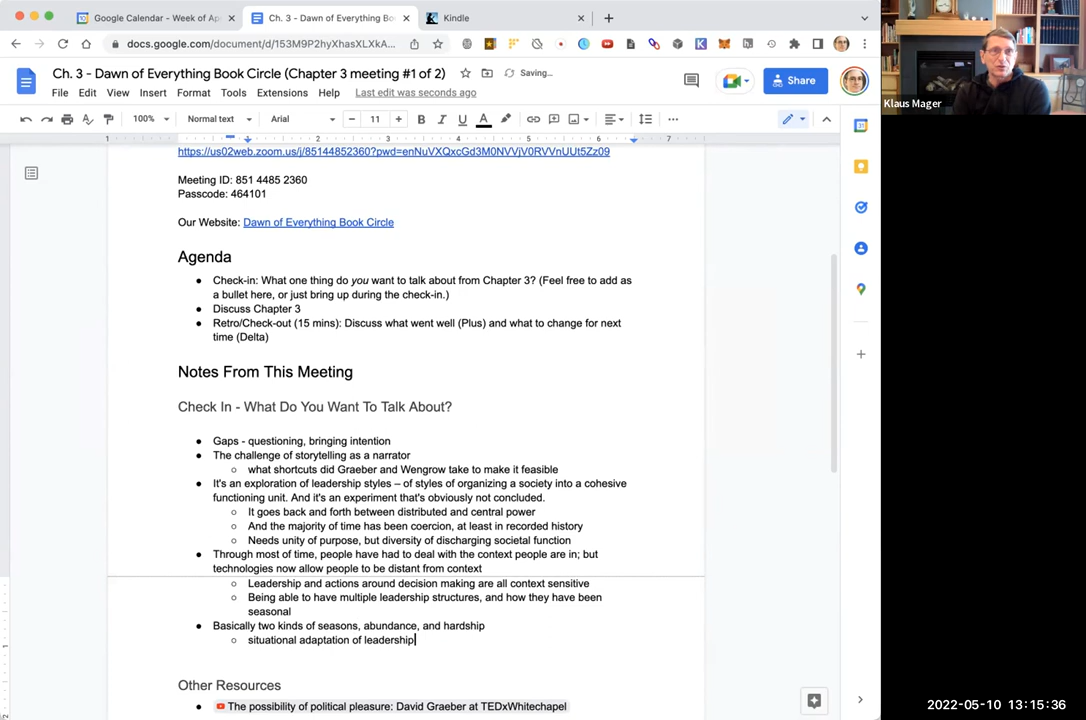 Google Calendar - Week of Ap
Ch. 3 - Dawn of Everything Bo
Kindle
docs.google.com/document/d/153M9P2hyXhasXLXkA...
Ch. 3 - Dawn of Everything Book Circle (Chapter 3 meeting #1 of 2)
Saving...
Share
Klaus Mager
File Edit View Insert Format Tools Extensions Help Last edit was seconds ago
100% Normal text Arial 11 B I U A
1 1 2 3 4 5 6 7
https://us02web.zoom.us/j/85144852360?pwd=enNuVXQxcGd3M0NVVjV0RVVnUUt5Zz09
Meeting ID: 851 4485 2360
Passcode: 464101
Our Website: Dawn of Everything Book Circle
Agenda
Check-in: What one thing do you want to talk about from Chapter 3? (Feel free to add as
a bullet here, or just bring up during the check-in.)
Discuss Chapter 3
Retro/Check-out (15 mins): Discuss what went well (Plus) and what to change for next
time (Delta)
Notes From This Meeting
Check In - What Do You Want To Talk About?
Gaps - questioning, bringing intention
The challenge of storytelling as a narrator
what shortcuts did Graeber and Wengrow take to make it feasible
It's an exploration of leadership styles – of styles of organizing a society into a cohesive
functioning unit. And it's an experiment that's obviously not concluded.
It goes back and forth between distributed and central power
And the majority of time has been coercion, at least in recorded history
Needs unity of purpose, but diversity of discharging societal function
Through most of time, people have had to deal with the context people are in; but
technologies now allow people to be distant from context
Leadership and actions around decision making are all context sensitive
Being able to have multiple leadership structures, and how they have been
seasonal
Basically two kinds of seasons, abundance, and hardship
situational adaptation of leadership
Other Resources
The possibility of political pleasure: David Graeber at TEDxWhitechapel
2022-05-10 13:15:36